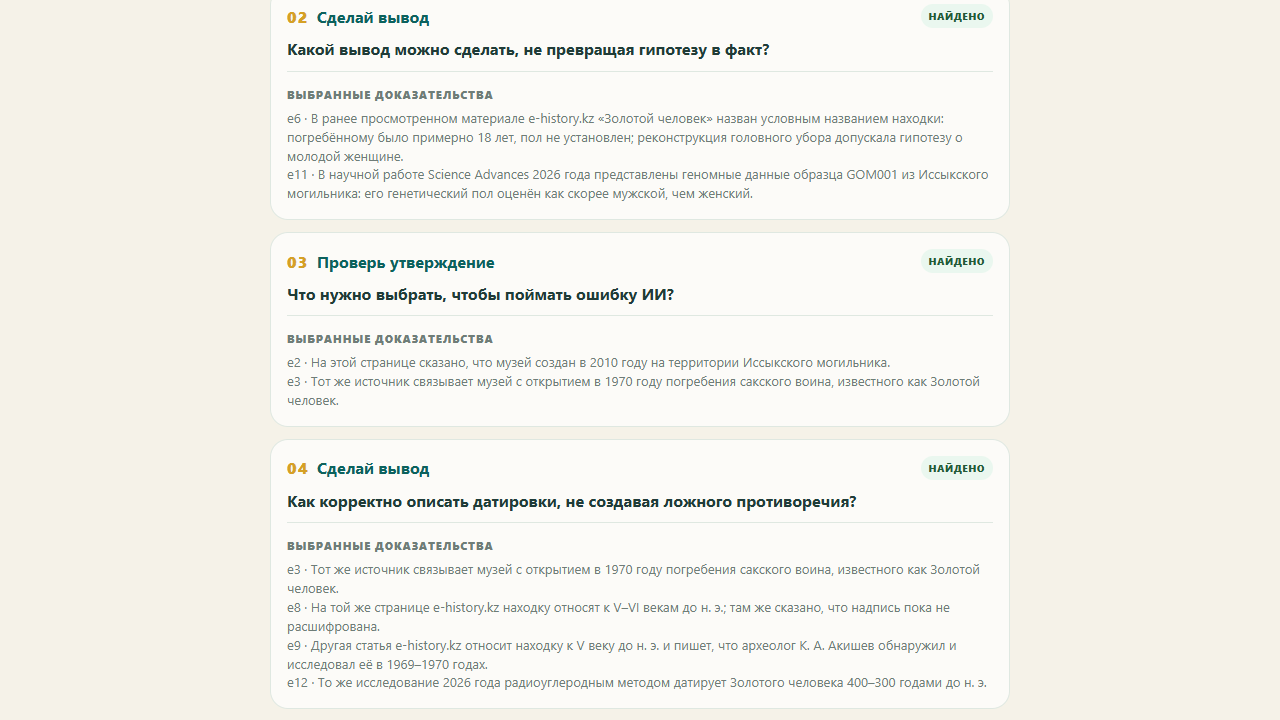 02 Сделай вывод
НАЙДЕНО
Какой вывод можно сделать, не превращая гипотезу в факт?
ВЫБРАННЫЕ ДОКАЗАТЕЛЬСТВА
e6 · В ранее просмотренном материале e-history.kz «Золотой человек» назван условным названием находки:
погребённому было примерно 18 лет, пол не установлен; реконструкция головного убора допускала гипотезу о
молодой женщине.
e11 · В научной работе Science Advances 2026 года представлены геномные данные образца GOM001 из Иссыкского
могильника: его генетический пол оценён как скорее мужской, чем женский.
03 Проверь утверждение
НАЙДЕНО
Что нужно выбрать, чтобы поймать ошибку ИИ?
ВЫБРАННЫЕ ДОКАЗАТЕЛЬСТВА
e2 · На этой странице сказано, что музей создан в 2010 году на территории Иссыкского могильника.
e3 · Тот же источник связывает музей с открытием в 1970 году погребения сакского воина, известного как Золотой
человек.
04 Сделай вывод
НАЙДЕНО
Как корректно описать датировки, не создавая ложного противоречия?
ВЫБРАННЫЕ ДОКАЗАТЕЛЬСТВА
e3 · Тот же источник связывает музей с открытием в 1970 году погребения сакского воина, известного как Золотой
человек.
e8 · На той же странице e-history.kz находку относят к V–VI векам до н. э.; там же сказано, что надпись пока не
расшифрована.
e9 · Другая статья e-history.kz относит находку к V веку до н. э. и пишет, что археолог К. А. Акишев обнаружил и
исследовал её в 1969–1970 годах.
e12 · То же исследование 2026 года радиоуглеродным методом датирует Золотого человека 400–300 годами до н. э.